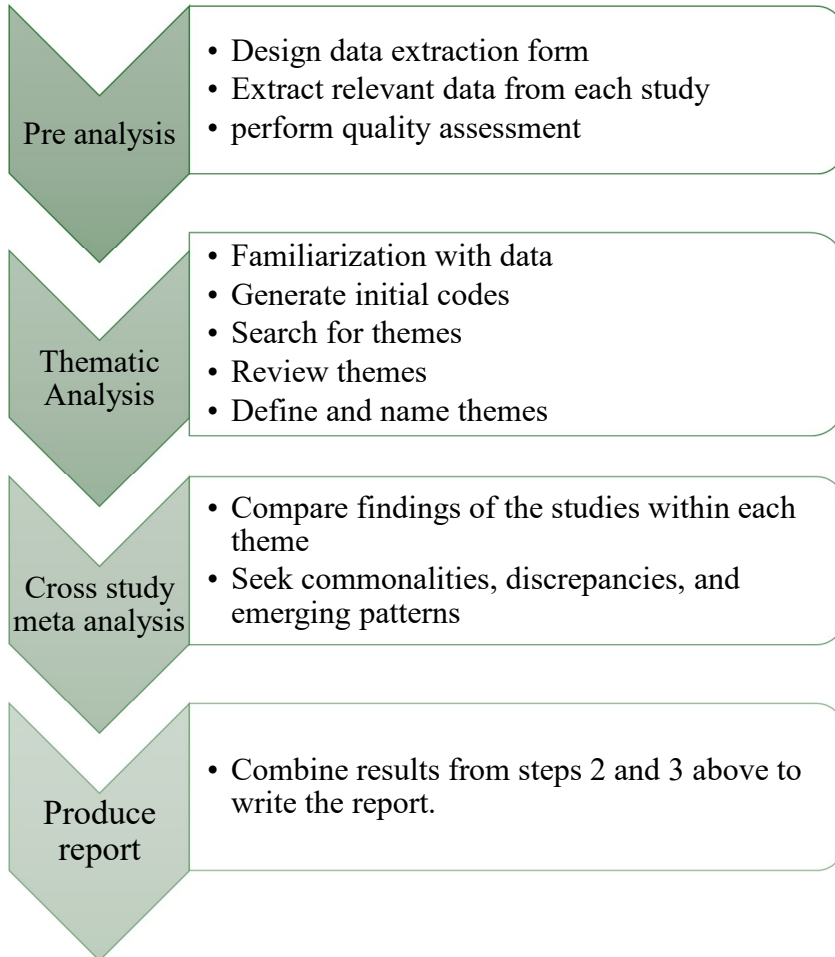 Pre analysis
• Design data extraction form
• Extract relevant data from each study
• perform quality assessment
Thematic
Analysis
• Familiarization with data
• Generate initial codes
• Search for themes
• Review themes
• Define and name themes
Cross study
meta analysis
• Compare findings of the studies within each
theme
• Seek commonalities, discrepancies, and
emerging patterns
Produce
report
• Combine results from steps 2 and 3 above to
write the report.